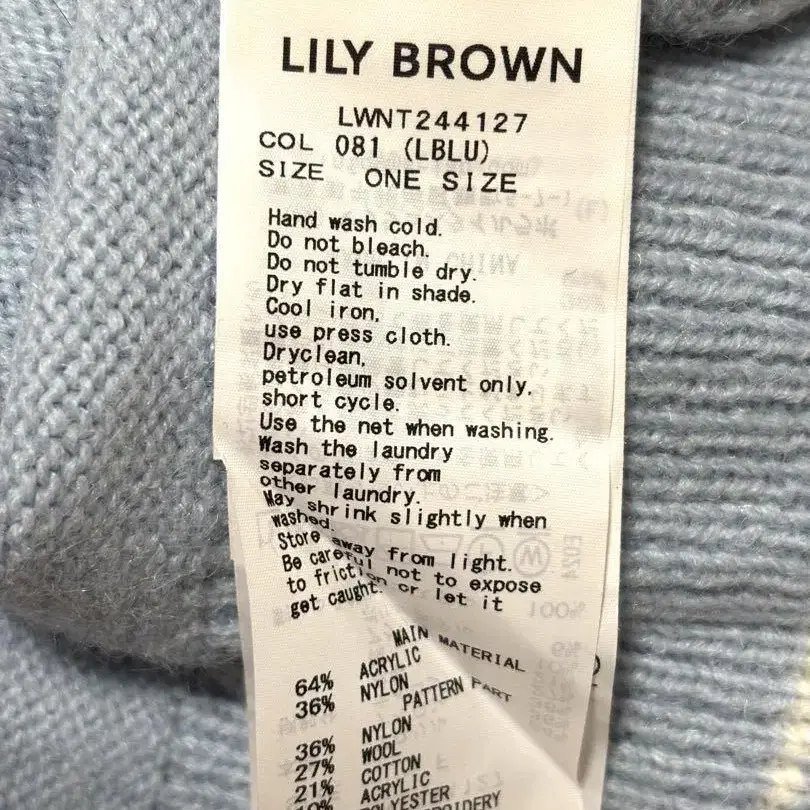 LILY BROWN
LWNT244127
COL 081 (LBLU)
SIZE ONE SIZE
Hand wash cold.
Do not bleach.
Do not tumble dry.
Dry flat in shade.
Cool iron,
use press cloth.
Dryclean,
petroleum solvent only,
short cycle.
Use the net when washing.
Wash the laundry
separately from
other laundry.
May shrink slightly when
washed.
Store away from light.
Be careful not to expose
to friction or let it
get caught.
MAIN MATERIAL
64% ACRYLIC
36% NYLON
PATTERN PART
36% NYLON
27% WOOL
21% COTTON
ACRYLIC
POLYESTER